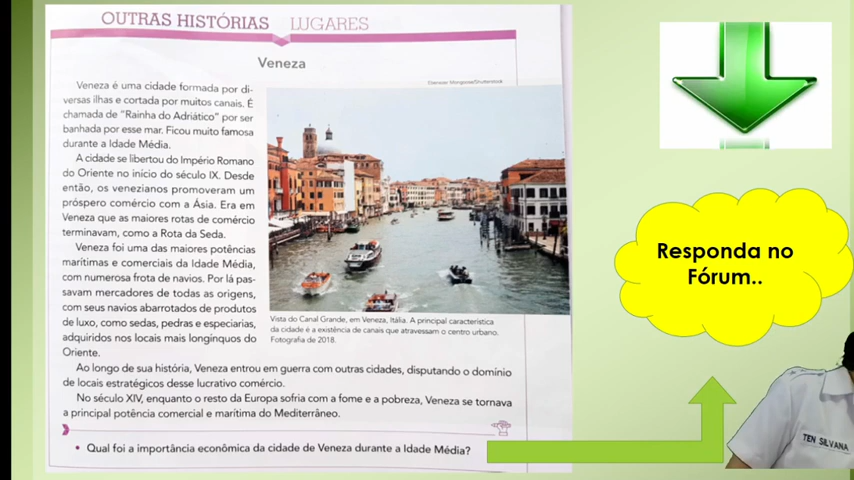 OUTRAS HISTÓRIAS LUGARES
Veneza
Ebenezer Mongoose/Shutterstock
Veneza é uma cidade formada por di-
versas ilhas e cortada por muitos canais. É
chamada de "Rainha do Adriático" por ser
banhada por esse mar. Ficou muito famosa
durante a Idade Média.
A cidade se libertou do Império Romano
do Oriente no início do século IX. Desde
então, os venezianos promoveram um
próspero comércio com a Ásia. Era em
Veneza que as maiores rotas de comércio
terminavam, como a Rota da Seda.
Veneza foi uma das maiores potências
marítimas e comerciais da Idade Média,
com numerosa frota de navios. Por lá pas-
savam mercadores de todas as origens,
com seus navios abarrotados de produtos
de luxo, como sedas, pedras e especiarias,
adquiridos nos locais mais longínquos do
Oriente.
Vista do Canal Grande, em Veneza, Itália. A principal característica
da cidade é a existência de canais que atravessam o centro urbano.
Fotografia de 2018.
Ao longo de sua história, Veneza entrou em guerra com outras cidades, disputando o domínio
de locais estratégicos desse lucrativo comércio.
No século XIV, enquanto o resto da Europa sofria com a fome e a pobreza, Veneza se tornava
a principal potência comercial e marítima do Mediterrâneo.
• Qual foi a importância econômica da cidade de Veneza durante a Idade Média?
Responda no
Fórum..
TEN SILVANA